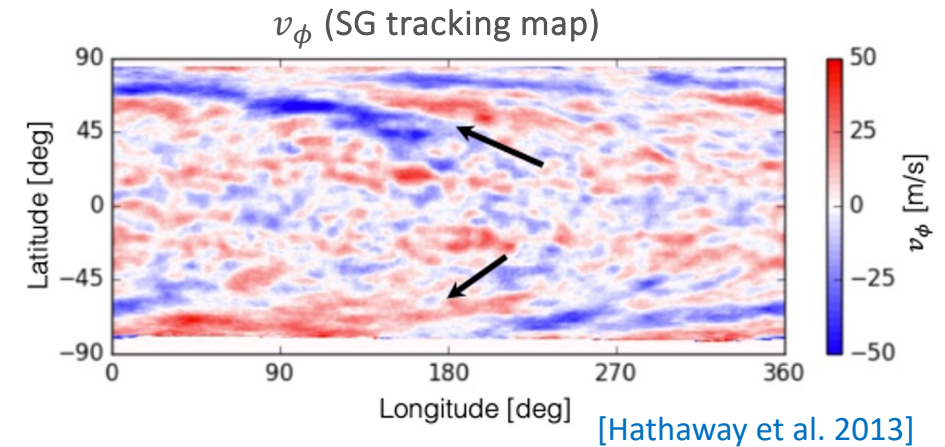 v_ϕ (SG tracking map)
90
45
0
−45
−90
Latitude [deg]
0 90 180 270 360
Longitude [deg]
50
25
0
−25
−50
v_ϕ [m/s]
[Hathaway et al. 2013]